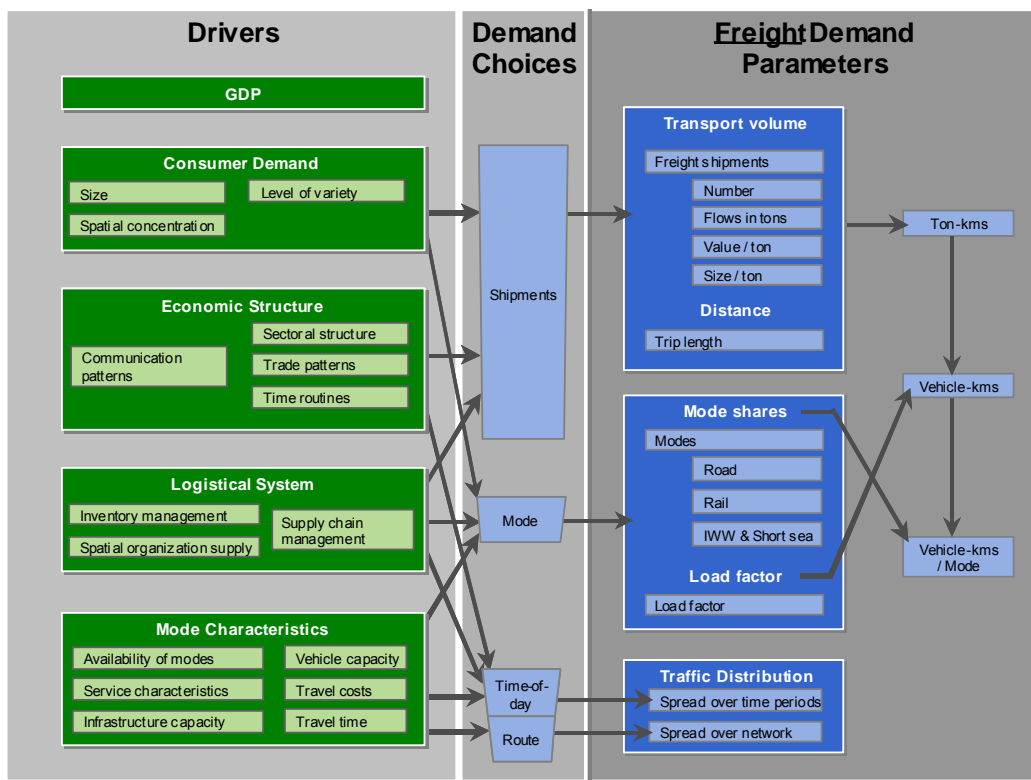 Drivers
GDP
Consumer Demand
Size
Level of variety
Spatial concentration
Economic Structure
Sectoral structure
Communication
patterns
Trade patterns
Time routines
Logistical System
Inventory management
Supply chain
management
Spatial organization supply
Mode Characteristics
Availability of modes
Vehicle capacity
Service characteristics
Travel costs
Infrastructure capacity
Travel time
Demand
Choices
Shipments
Mode
Time-of-
day
Route
Freight Demand
Parameters
Transport volume
Freight shipments
Number
Flows in tons
Value / ton
Size / ton
Distance
Trip length
Mode shares
Modes
Road
Rail
IWW & Short sea
Load factor
Load factor
Traffic Distribution
Spread over time periods
Spread over network
Ton-kms
Vehicle-kms
Vehicle-kms
/ Mode